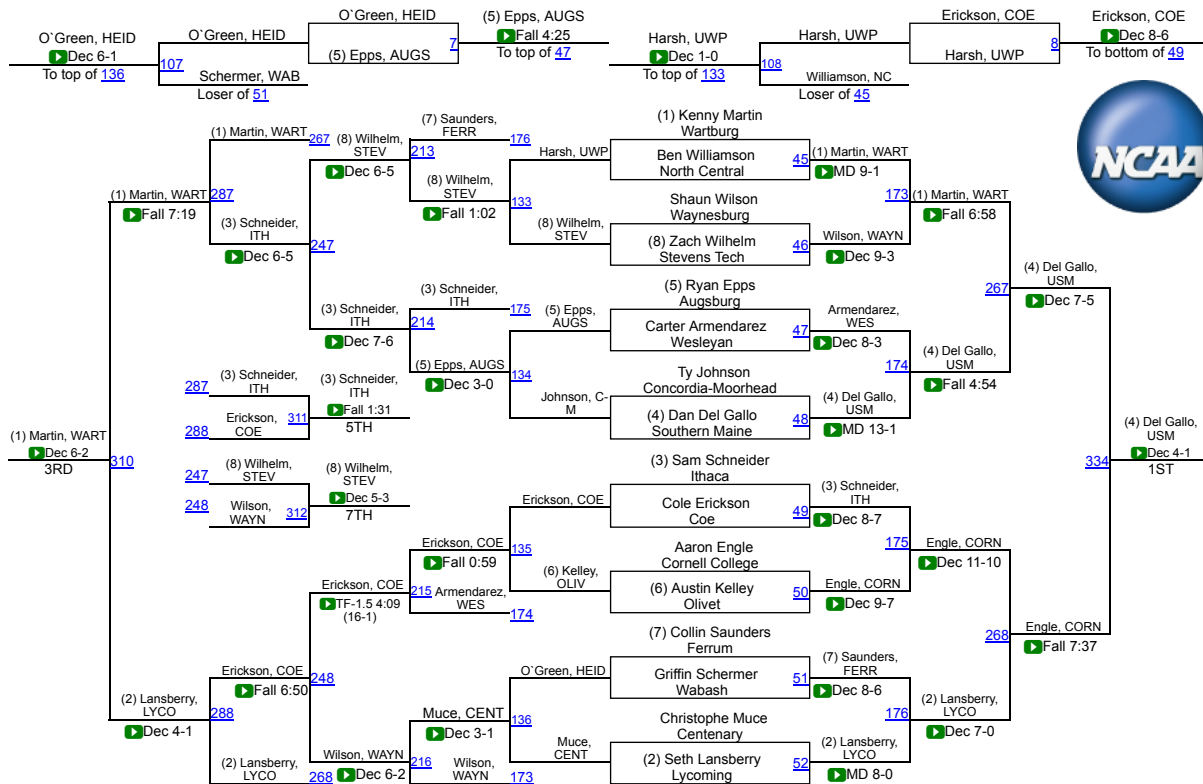 O`Green, HEID
Dec 6-1
To top of 136
O`Green, HEID
107
Schermer, WAB
Loser of 51
O`Green, HEID
(5) Epps, AUGS
7
(5) Epps, AUGS
Fall 4:25
To top of 47
Harsh, UWP
Dec 1-0
To top of 133
Harsh, UWP
108
Williamson, NC
Loser of 45
Erickson, COE
Harsh, UWP
8
Erickson, COE
Dec 8-6
To bottom of 49
NCAA
(1) Kenny Martin
Wartburg
Ben Williamson
North Central
45
Shaun Wilson
Waynesburg
(8) Zach Wilhelm
Stevens Tech
46
(5) Ryan Epps
Augsburg
Carter Armendarez
Wesleyan
47
Ty Johnson
Concordia-Moorhead
(4) Dan Del Gallo
Southern Maine
48
(3) Sam Schneider
Ithaca
Cole Erickson
Coe
49
Aaron Engle
Cornell College
(6) Austin Kelley
Olivet
50
(7) Collin Saunders
Ferrum
Griffin Schermer
Wabash
51
Christophe Muce
Centenary
(2) Seth Lansberry
Lycoming
52
(1) Martin, WART
MD 9-1
173
Wilson, WAYN
Dec 9-3
Armendarez,
WES
Dec 8-3
174
(4) Del Gallo,
USM
MD 13-1
(3) Schneider,
ITH
Dec 8-7
175
Engle, CORN
Dec 9-7
(7) Saunders,
FERR
Dec 8-6
176
(2) Lansberry,
LYCO
MD 8-0
(1) Martin, WART
Fall 6:58
267
(4) Del Gallo,
USM
Fall 4:54
Engle, CORN
Dec 11-10
268
(2) Lansberry,
LYCO
Dec 7-0
(4) Del Gallo,
USM
Dec 7-5
334
Engle, CORN
Fall 7:37
(4) Del Gallo,
USM
Dec 4-1
1ST
Harsh, UWP
133
(8) Wilhelm,
STEV
(5) Epps,
AUGS
134
Johnson, C-
M
Erickson, COE
135
(6) Kelley,
OLIV
O`Green, HEID
136
Muce,
CENT
(7) Saunders,
FERR
176
213
(8) Wilhelm,
STEV
Fall 1:02
(3) Schneider,
ITH
175
214
(5) Epps, AUGS
Dec 3-0
Erickson, COE
Fall 0:59
215
Armendarez,
WES
174
Muce, CENT
Dec 3-1
216
Wilson,
WAYN
173
(8) Wilhelm,
STEV
Dec 6-5
247
(3) Schneider,
ITH
Dec 7-6
Erickson, COE
TF-1.5 4:09
(16-1)
248
Wilson, WAYN
Dec 6-2
(1) Martin, WART
267
287
(3) Schneider,
ITH
Dec 6-5
Erickson, COE
Fall 6:50
288
(2) Lansberry,
LYCO
268
(1) Martin, WART
Fall 7:19
310
(2) Lansberry,
LYCO
Dec 4-1
(1) Martin, WART
Dec 6-2
3RD
287
(3) Schneider,
ITH
288
Erickson,
COE
311
(3) Schneider,
ITH
Fall 1:31
5TH
247
(8) Wilhelm,
STEV
248
Wilson,
WAYN
312
(8) Wilhelm,
STEV
Dec 5-3
7TH